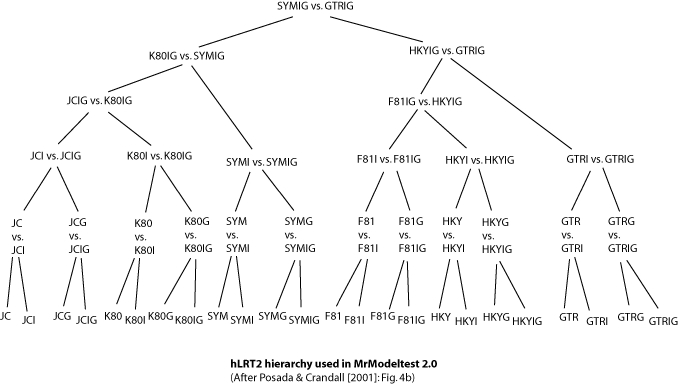 SYMIG vs. GTRIG
K80IG vs. SYMIG
HKYIG vs. GTRIG
JCIG vs. K80IG
F81IG vs. HKYIG
JCI vs. JCIG
K80I vs. K80IG
SYMI vs. SYMIG
F81I vs. F81IG
HKYI vs. HKYIG
GTRI vs. GTRIG
JC
vs.
JCI
JCG
vs.
JCIG
K80
vs.
K80I
K80G
vs.
K80IG
SYM
vs.
SYMI
SYMG
vs.
SYMIG
F81
vs.
F81I
F81G
vs.
F81IG
HKY
vs.
HKYI
HKYG
vs.
HKYIG
GTR
vs.
GTRI
GTRG
vs.
GTRIG
JC
JCI
JCG
JCIG
K80
K80I
K80G
K80IG
SYM
SYMI
SYMG
SYMIG
F81
F81I
F81G
F81IG
HKY
HKYI
HKYG
HKYIG
GTR
GTRI
GTRG
GTRIG
hLRT2 hierarchy used in MrModeltest 2.0
(After Posada & Crandall [2001]: Fig. 4b)